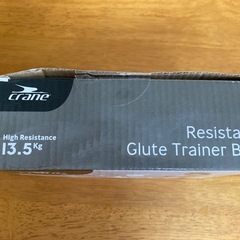 crane
High Resistance
13.5Kg
Resista
Glute Trainer B